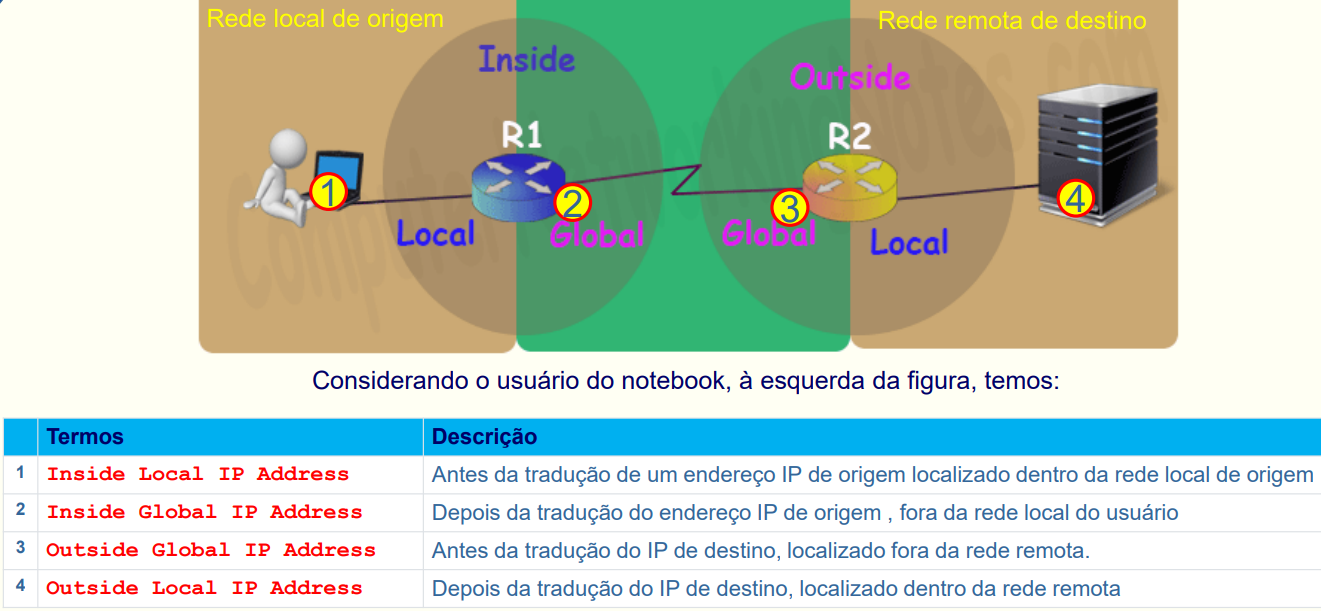 Rede local de origem
Rede remota de destino
Inside
Outside
R1
R2
1
2
3
4
Local
Global
Global
Local
ComputerNetworkingNotes.com
Considerando o usuário do notebook, à esquerda da figura, temos:
Termos Descrição
1 Inside Local IP Address Antes da tradução de um endereço IP de origem localizado dentro da rede local de origem
2 Inside Global IP Address Depois da tradução do endereço IP de origem , fora da rede local do usuário
3 Outside Global IP Address Antes da tradução do IP de destino, localizado fora da rede remota.
4 Outside Local IP Address Depois da tradução do IP de destino, localizado dentro da rede remota